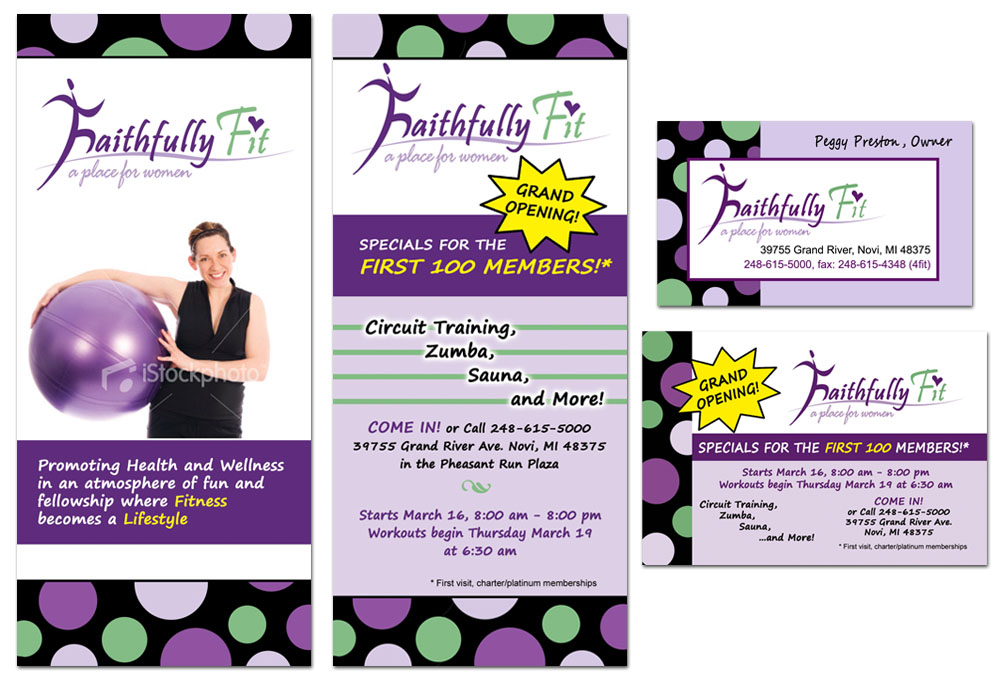 Faithfully Fit
a place for women
iStockphoto
Promoting Health and Wellness
in an atmosphere of fun and
fellowship where Fitness
becomes a Lifestyle
Faithfully Fit
a place for women
GRAND
OPENING!
SPECIALS FOR THE
FIRST 100 MEMBERS!*
Circuit Training,
Zumba,
Sauna,
and More!
COME IN! or Call 248-615-5000
39755 Grand River Ave. Novi, MI 48375
in the Pheasant Run Plaza
Starts March 16, 8:00 am - 8:00 pm
Workouts begin Thursday March 19
at 6:30 am
* First visit, charter/platinum memberships
Peggy Preston, Owner
Faithfully Fit
a place for women
39755 Grand River, Novi, MI 48375
248-615-5000, fax: 248-615-4348 (4fit)
GRAND
OPENING!
Faithfully Fit
a place for women
SPECIALS FOR THE FIRST 100 MEMBERS!*
Starts March 16, 8:00 am - 8:00 pm
Workouts begin Thursday March 19 at 6:30 am
Circuit Training,
Zumba,
Sauna,
...and More!
COME IN!
or Call 248-615-5000
39755 Grand River Ave.
Novi, MI 48375
* First visit, charter/platinum memberships